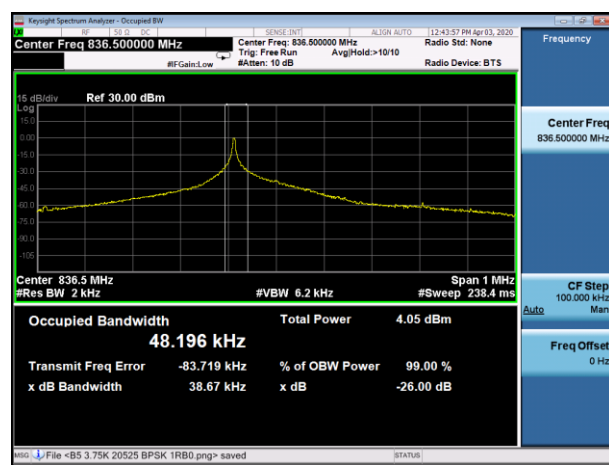 Keysight Spectrum Analyzer - Occupied BW
RF 50 Ω DC SENSE:INT ALIGN AUTO 12:43:57 PM Apr 03, 2020
Center Freq 836.500000 MHz
Center Freq: 836.500000 MHz
Trig: Free Run Avg|Hold:>10/10
#IFGain:Low #Atten: 10 dB
Radio Std: None
Radio Device: BTS
15 dB/div Ref 30.00 dBm
Log
15.0
0.00
-15.0
-30.0
-45.0
-60.0
-75.0
-90.0
-105
Center 836.5 MHz Span 1 MHz
#Res BW 2 kHz #VBW 6.2 kHz #Sweep 238.4 ms
Occupied Bandwidth Total Power 4.05 dBm
48.196 kHz
Transmit Freq Error -83.719 kHz % of OBW Power 99.00 %
x dB Bandwidth 38.67 kHz x dB -26.00 dB
Frequency
Center Freq
836.500000 MHz
CF Step
100.000 kHz
Auto Man
Freq Offset
0 Hz
MSG File <B5 3.75K 20525 BPSK 1RB0.png> saved STATUS